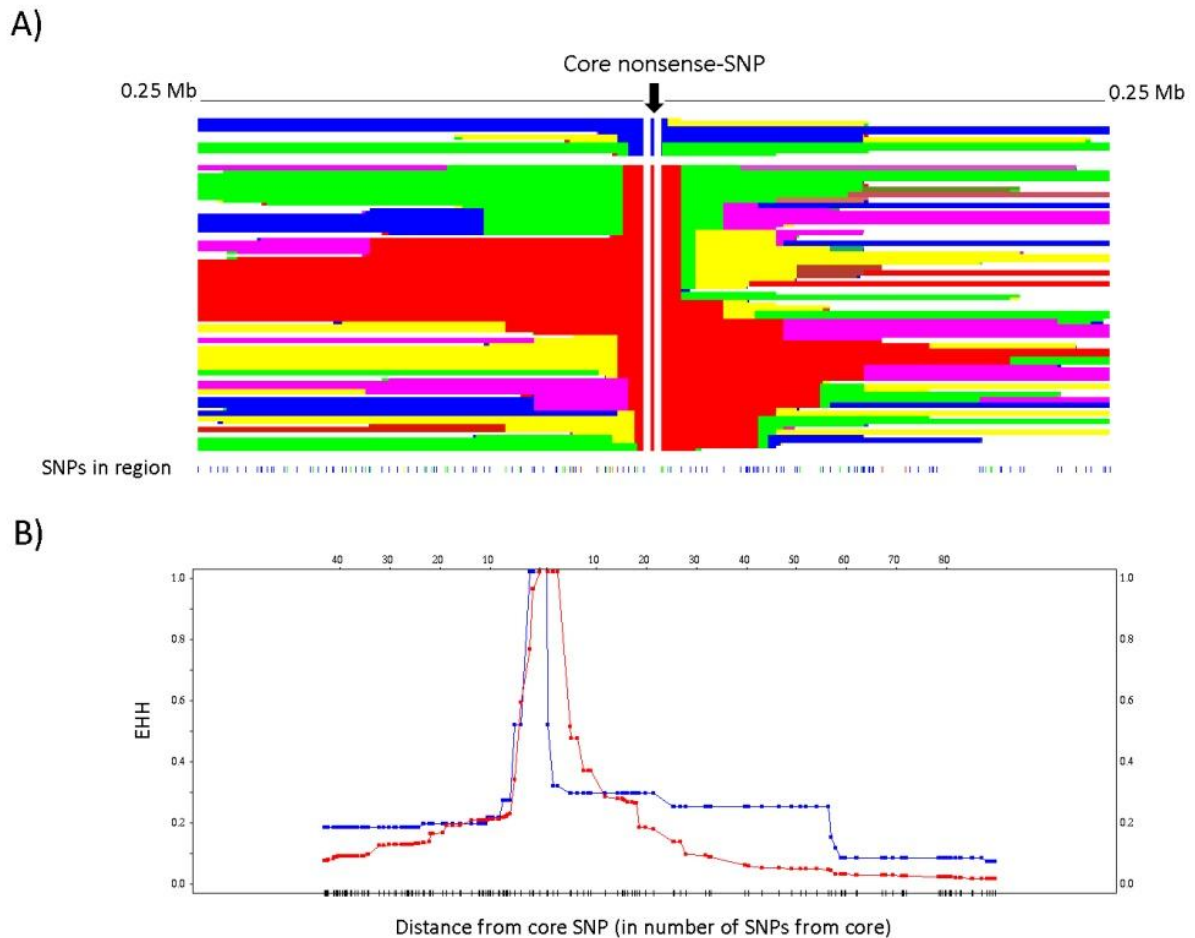 A)
Core nonsense-SNP
0.25 Mb 0.25 Mb
SNPs in region
B)
40 30 20 10 10 20 30 40 50 60 70 80
1.0 1.0
0.8 0.8
0.6 0.6
EHH
0.4 0.4
0.2 0.2
0.0 0.0
Distance from core SNP (in number of SNPs from core)